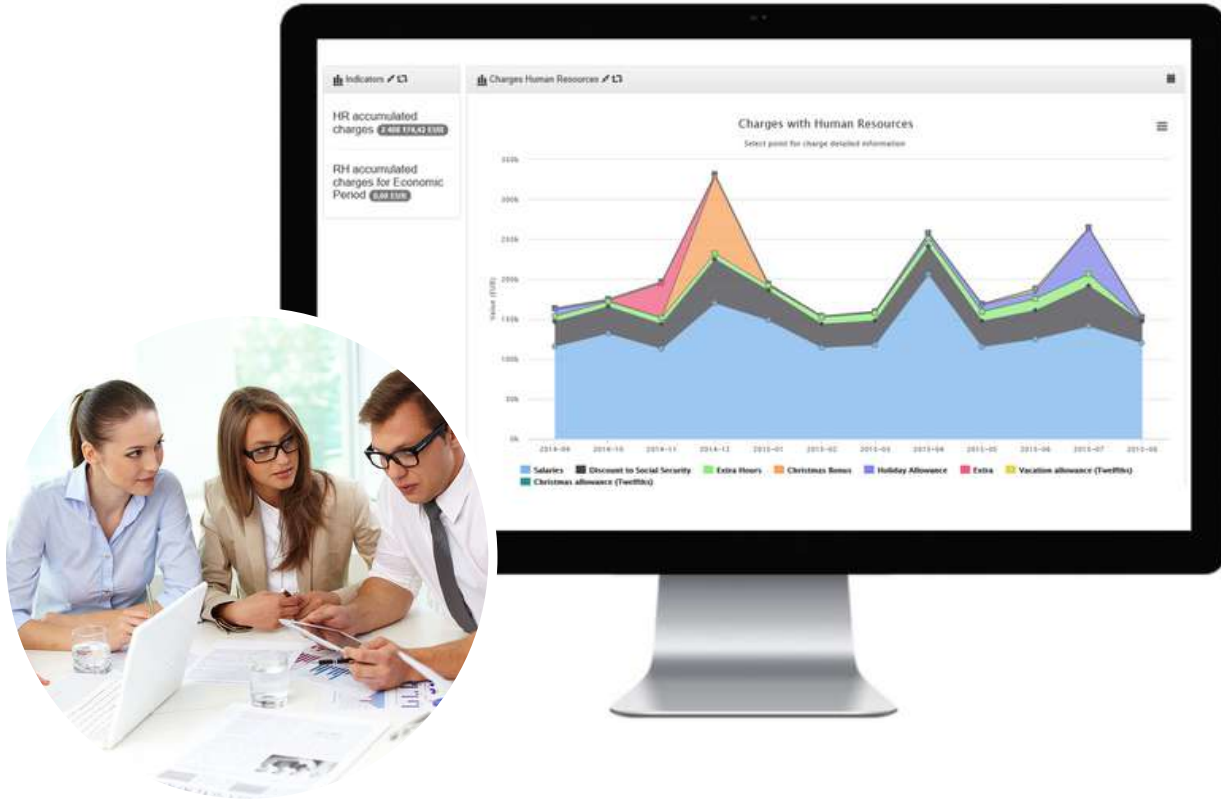 Indicators
Charges Human Resources
HR accumulated
charges
RH accumulated
charges for Economic
Period 0,00 EUR
Charges with Human Resources
Select point for charge detailed information
Value (EUR)
350k
300k
250k
200k
150k
100k
50k
0k
2014-09 2014-10 2014-11 2014-12 2015-01 2015-02 2015-03 2015-04 2015-05 2015-06 2015-07 2015-08
Salaries Discount to Social Security Extra Hours Christmas Bonus Holiday Allowance Extra Vacation allowance (Twelfths)
Christmas allowance (Twelfths)